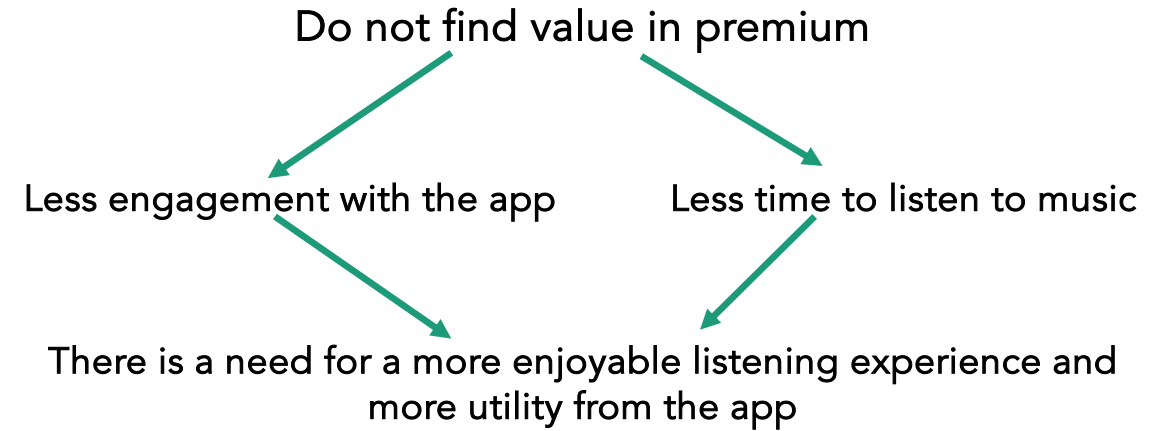 Do not find value in premium
Less engagement with the app
Less time to listen to music
There is a need for a more enjoyable listening experience and
more utility from the app